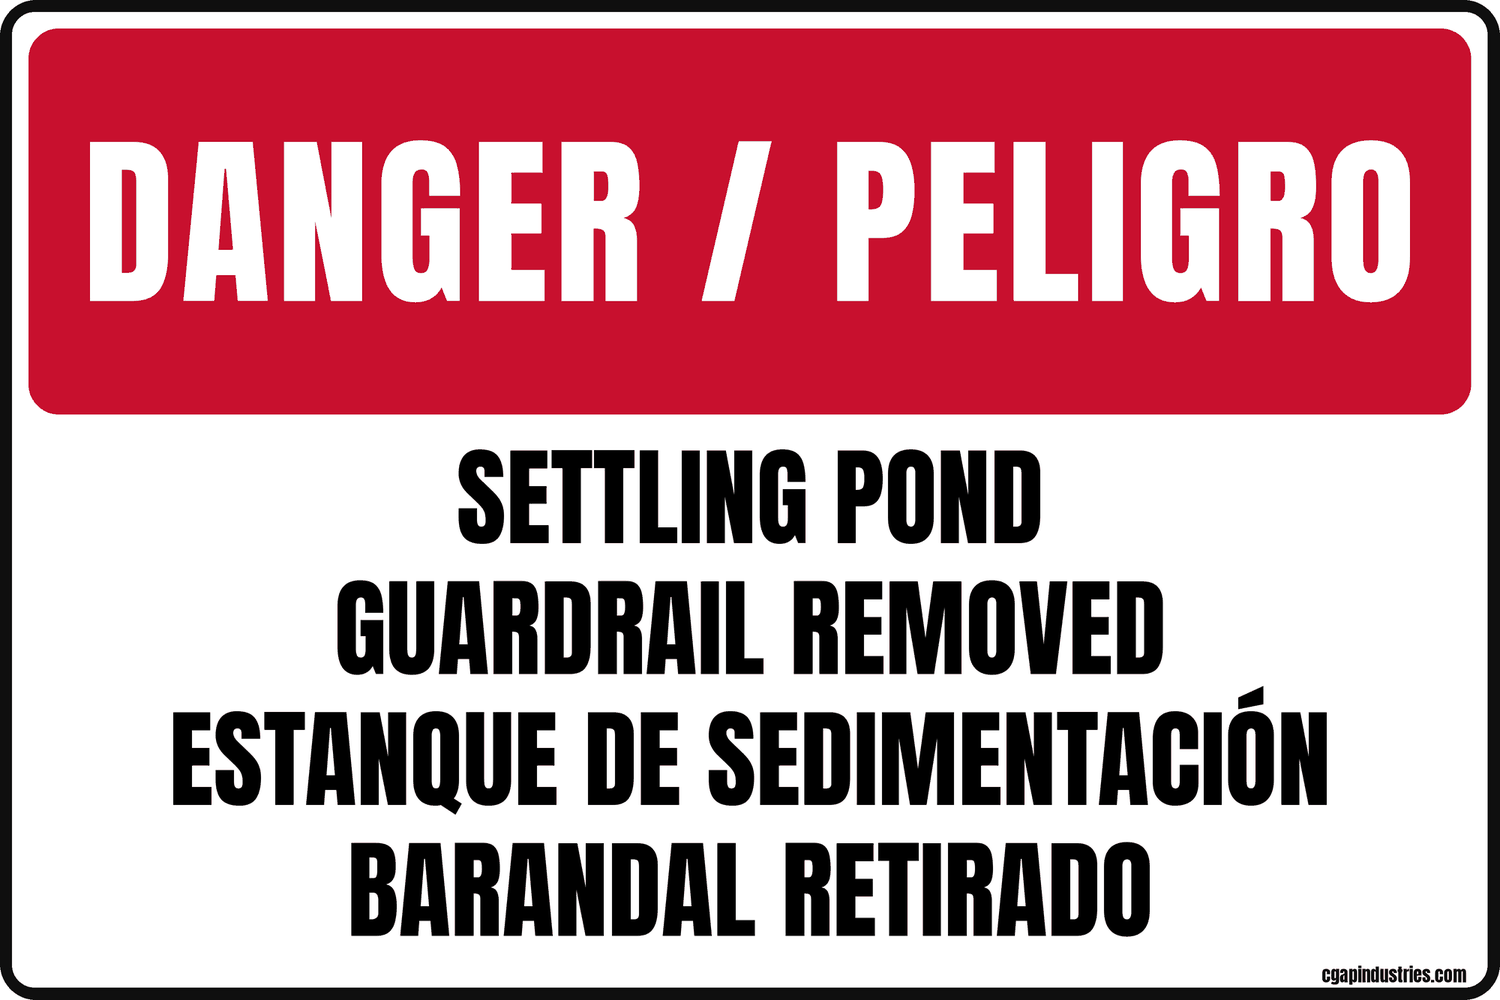 DANGER / PELIGRO
SETTLING POND
GUARDRAIL REMOVED
ESTANQUE DE SEDIMENTACIÓN
BARANDAL RETIRADO
cgapindustries.com